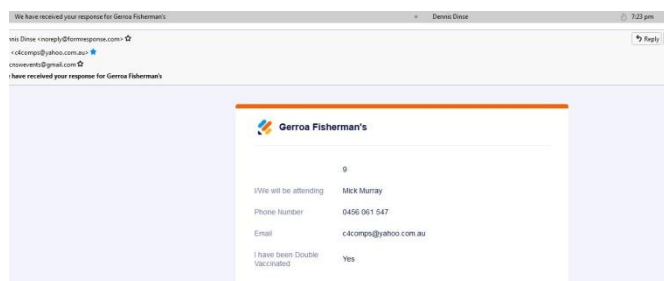 We have received your response for Gerroa Fisherman's Dennis Dinse 7:23 pm
Dennis Dinse <noreply@formresponse.com>
<c4comps@yahoo.com.au>
Reply
cnswevents@gmail.com
have received your response for Gerroa Fisherman's
Gerroa Fisherman's
9
I/We will be attending Mick Murray
Phone Number 0456 061 547
Email c4comps@yahoo.com.au
I have been Double
Vaccinated Yes